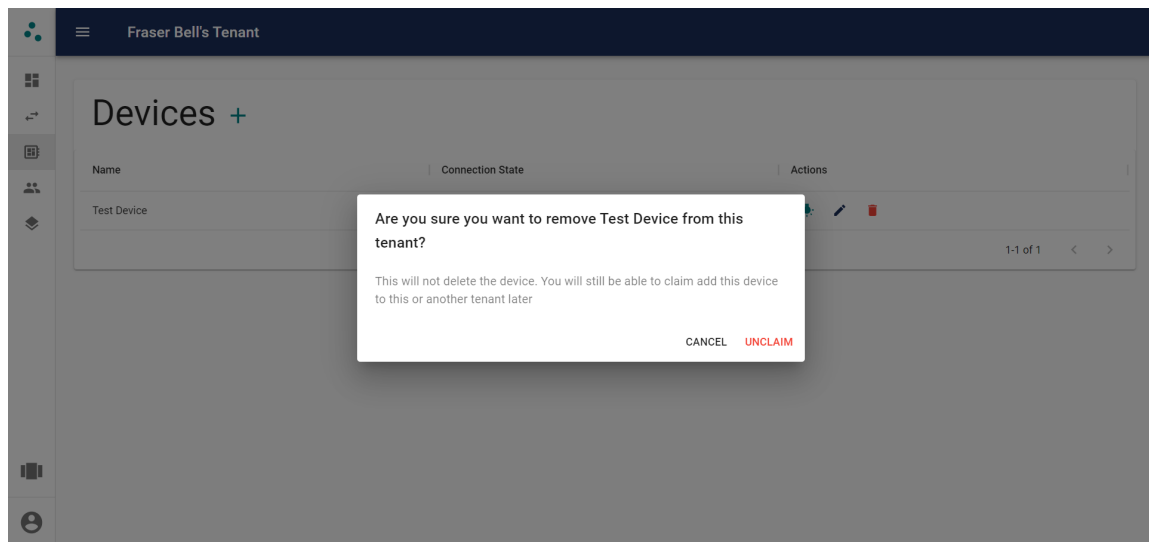 Fraser Bell's Tenant
Devices +
Name Connection State Actions
Test Device
Are you sure you want to remove Test Device from this
tenant?
This will not delete the device. You will still be able to claim add this device
to this or another tenant later
CANCEL UNCLAIM
1-1 of 1